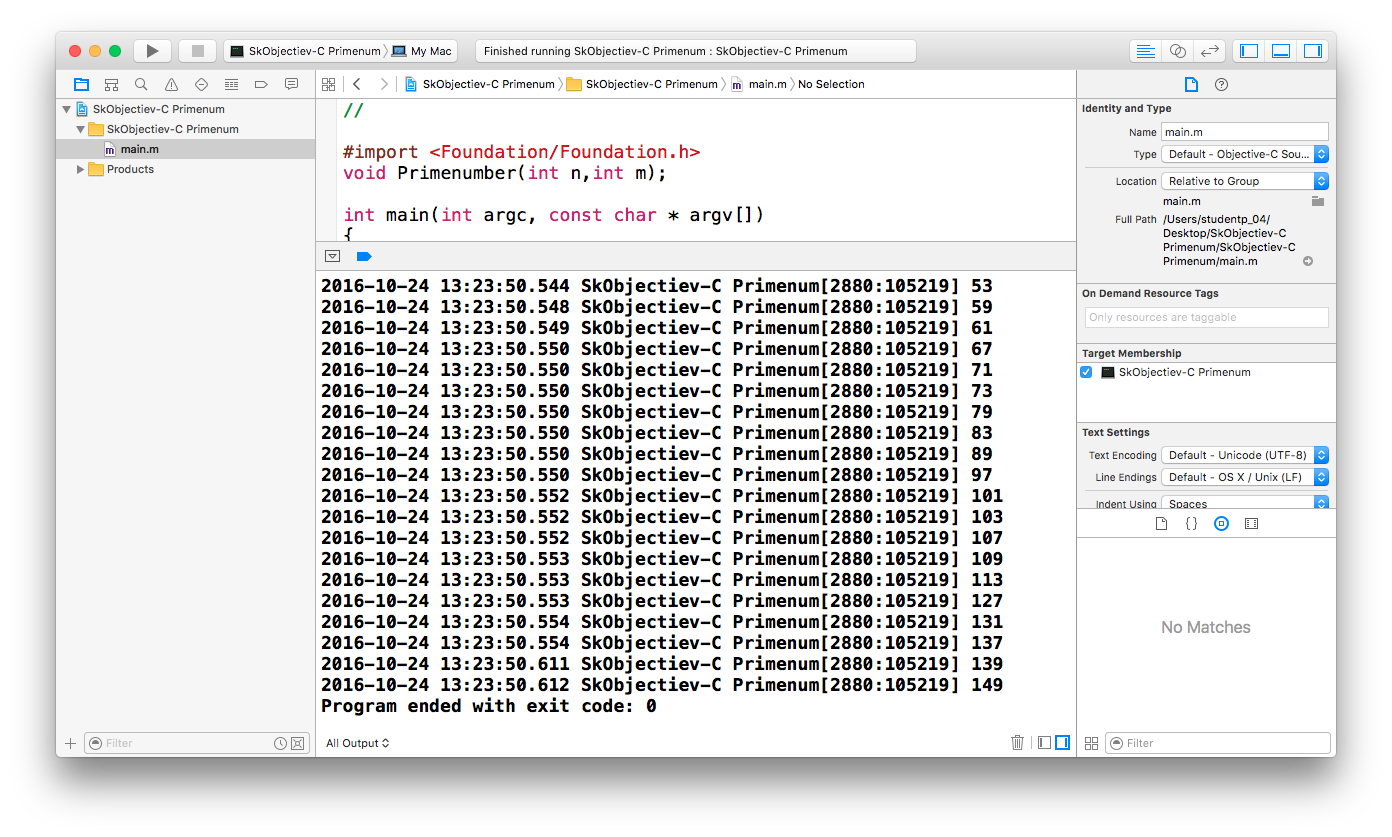 SkObjectiev-C Primenum
My Mac
Finished running SkObjectiev-C Primenum : SkObjectiev-C Primenum
SkObjectiev-C Primenum
SkObjectiev-C Primenum
main.m
Products
Filter
SkObjectiev-C Primenum
SkObjectiev-C Primenum
main.m
No Selection
//
#import <Foundation/Foundation.h>
void Primenumber(int n,int m);
int main(int argc, const char * argv[])
{
2016-10-24 13:23:50.544 SkObjectiev-C Primenum[2880:105219] 53
2016-10-24 13:23:50.548 SkObjectiev-C Primenum[2880:105219] 59
2016-10-24 13:23:50.549 SkObjectiev-C Primenum[2880:105219] 61
2016-10-24 13:23:50.550 SkObjectiev-C Primenum[2880:105219] 67
2016-10-24 13:23:50.550 SkObjectiev-C Primenum[2880:105219] 71
2016-10-24 13:23:50.550 SkObjectiev-C Primenum[2880:105219] 73
2016-10-24 13:23:50.550 SkObjectiev-C Primenum[2880:105219] 79
2016-10-24 13:23:50.550 SkObjectiev-C Primenum[2880:105219] 83
2016-10-24 13:23:50.550 SkObjectiev-C Primenum[2880:105219] 89
2016-10-24 13:23:50.550 SkObjectiev-C Primenum[2880:105219] 97
2016-10-24 13:23:50.552 SkObjectiev-C Primenum[2880:105219] 101
2016-10-24 13:23:50.552 SkObjectiev-C Primenum[2880:105219] 103
2016-10-24 13:23:50.552 SkObjectiev-C Primenum[2880:105219] 107
2016-10-24 13:23:50.553 SkObjectiev-C Primenum[2880:105219] 109
2016-10-24 13:23:50.553 SkObjectiev-C Primenum[2880:105219] 113
2016-10-24 13:23:50.553 SkObjectiev-C Primenum[2880:105219] 127
2016-10-24 13:23:50.554 SkObjectiev-C Primenum[2880:105219] 131
2016-10-24 13:23:50.554 SkObjectiev-C Primenum[2880:105219] 137
2016-10-24 13:23:50.611 SkObjectiev-C Primenum[2880:105219] 139
2016-10-24 13:23:50.612 SkObjectiev-C Primenum[2880:105219] 149
Program ended with exit code: 0
All Output
Identity and Type
Name main.m
Type Default - Objective-C Sou...
Location Relative to Group
main.m
Full Path /Users/studentp_04/
Desktop/SkObjectiev-C
Primenum/SkObjectiev-C
Primenum/main.m
On Demand Resource Tags
Only resources are taggable
Target Membership
SkObjectiev-C Primenum
Text Settings
Text Encoding Default - Unicode (UTF-8)
Line Endings Default - OS X / Unix (LF)
Indent Using Spaces
{}
No Matches
Filter